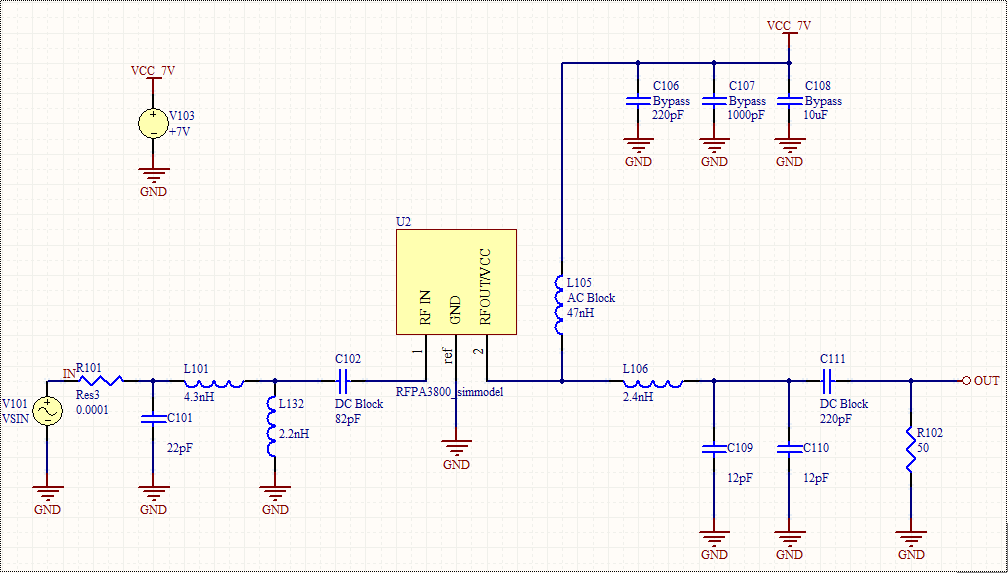 VCC_7V
VCC_7V
V103
+7V
GND
C106
Bypass
220pF
GND
C107
Bypass
1000pF
GND
C108
Bypass
10uF
GND
U2
RF IN
GND
RFOUT/VCC
1
ref
2
RFPA3800_simmodel
GND
L105
AC Block
47nH
V101
VSIN
GND
IN
R101
Res3
0.0001
C101
22pF
GND
L101
4.3nH
L132
2.2nH
GND
C102
DC Block
82pF
L106
2.4nH
C109
12pF
GND
C110
12pF
GND
C111
DC Block
220pF
R102
50
GND
OUT